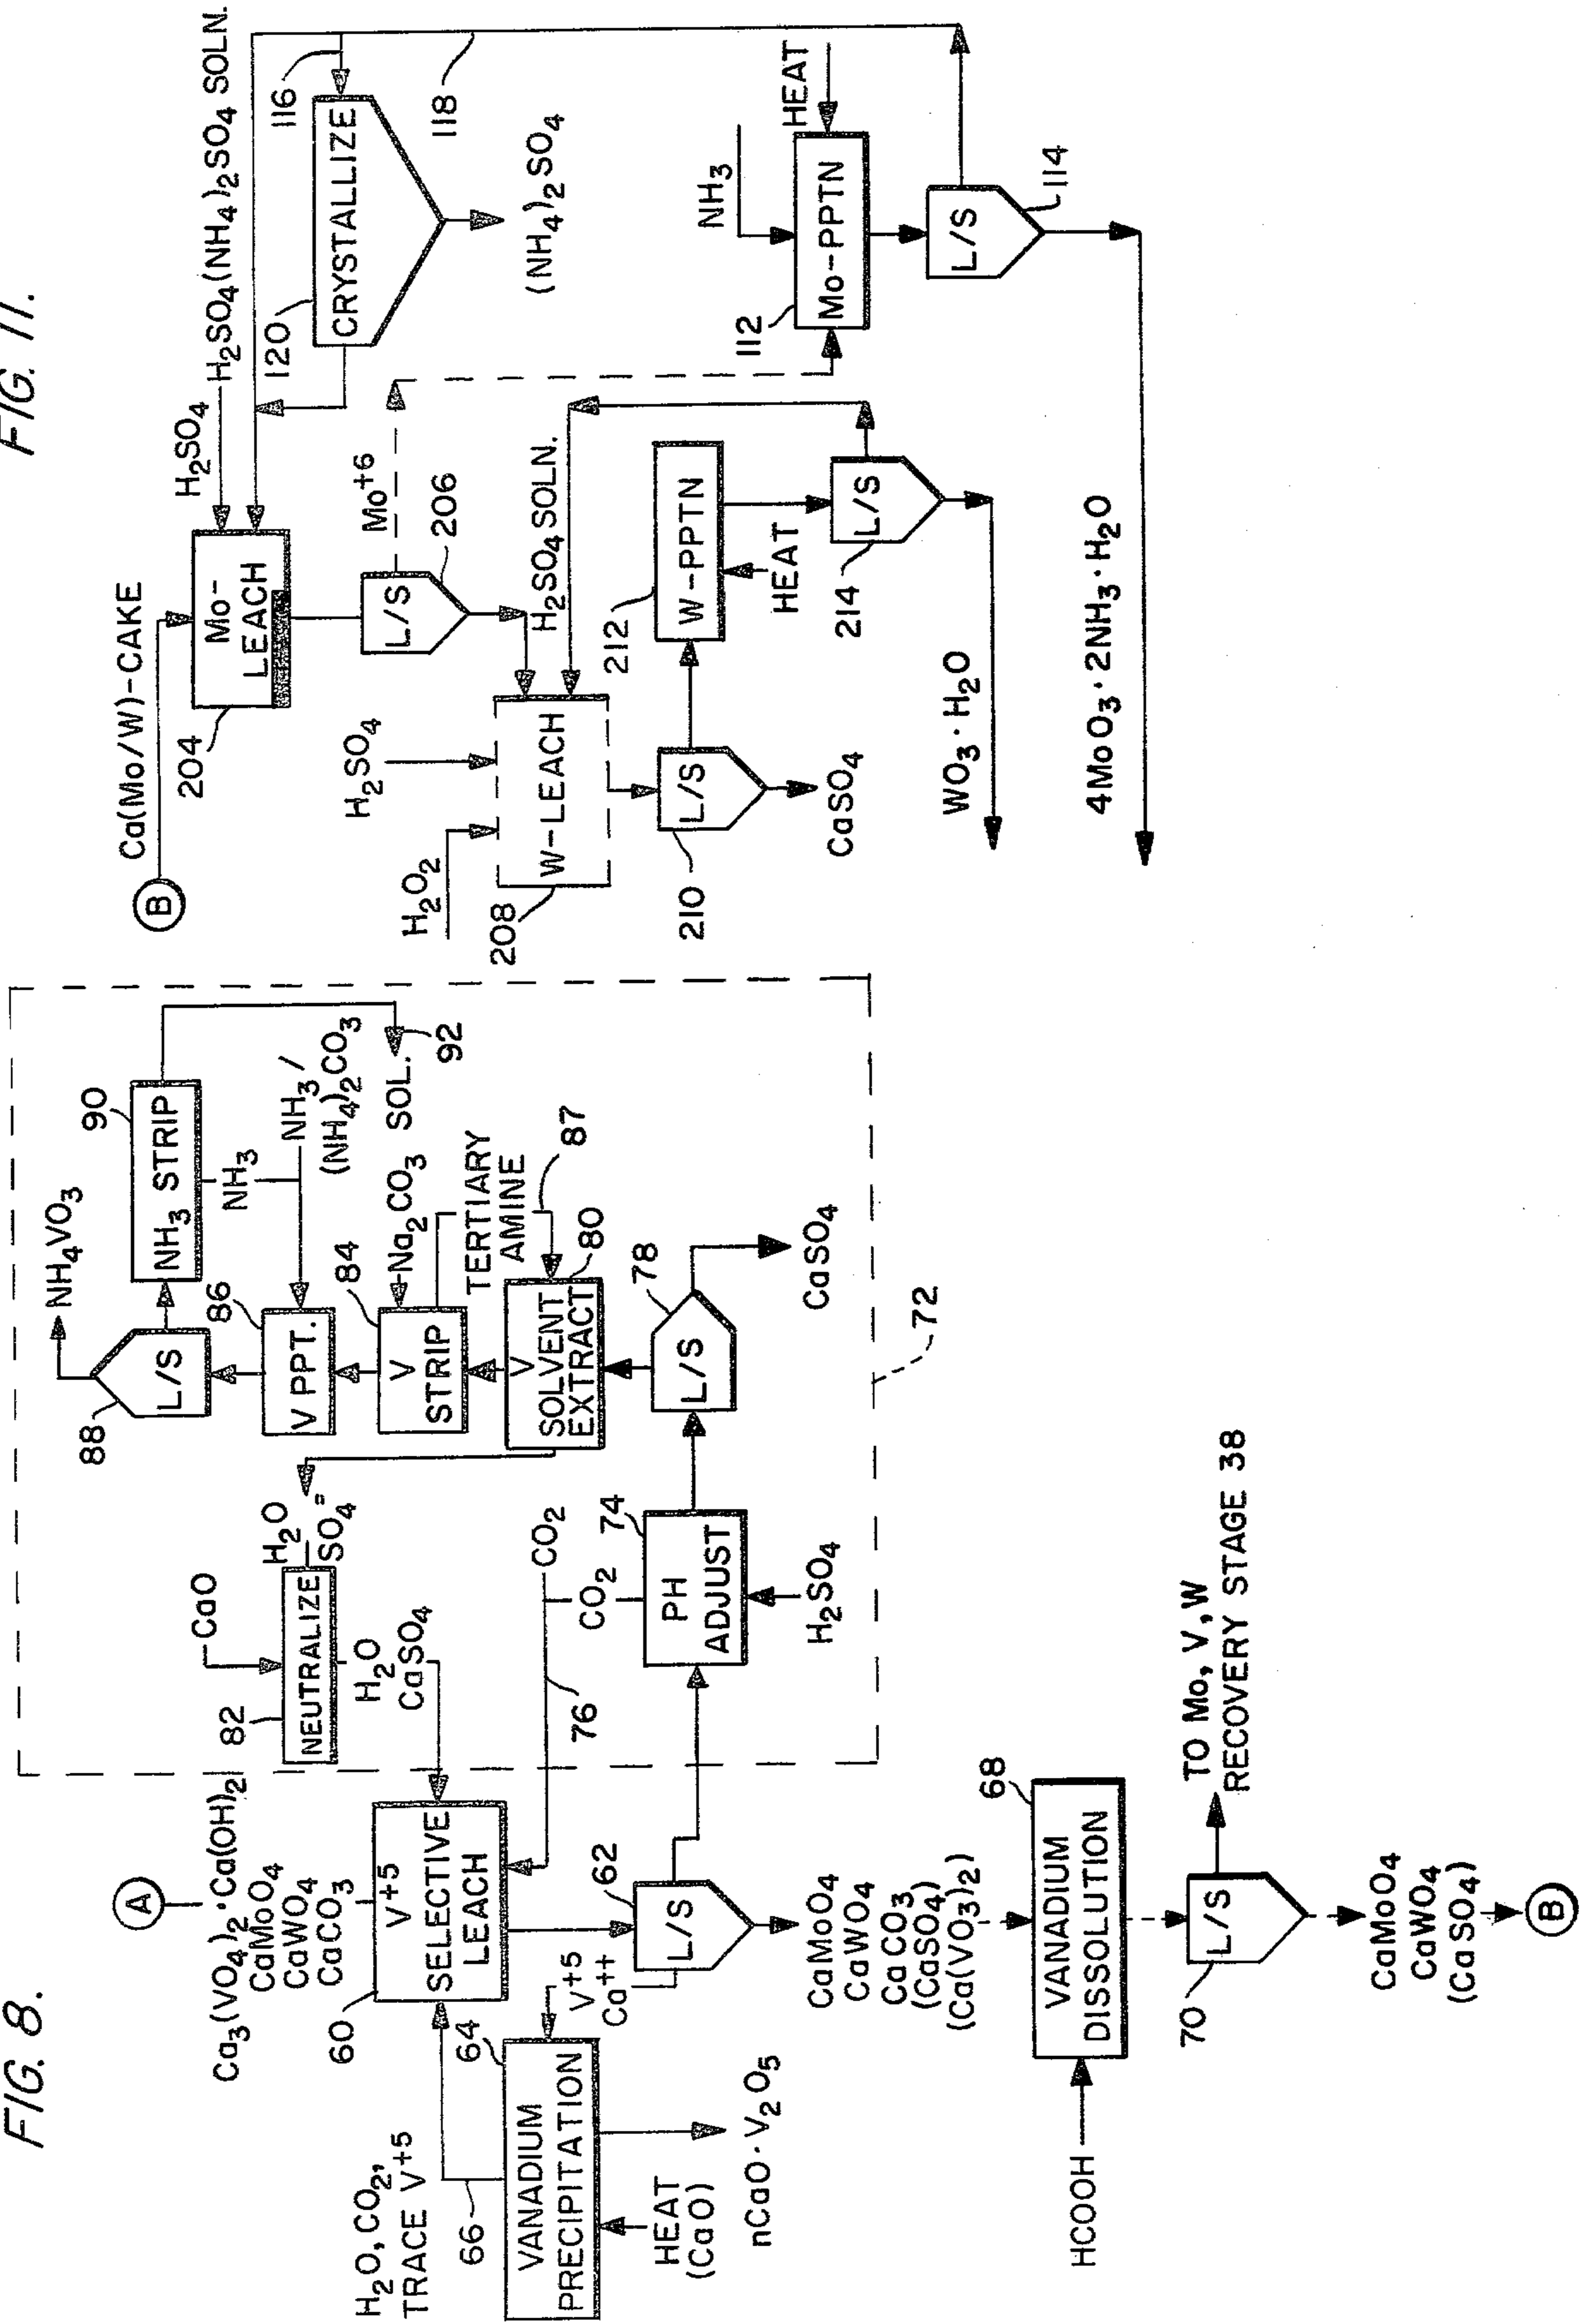 FIG. 8.
A
Ca3(VO4)2·Ca(OH)2
CaMoO4
CaWO4
CaCO3
60
V+5
SELECTIVE
LEACH
H2O, CO2,
TRACE V+5
66
64
VANADIUM
PRECIPITATION
HEAT
(CaO)
nCaO·V2O5
V+5
Ca++
62
L/S
CaMoO4
CaWO4
CaCO3
(CaSO4)
(Ca(VO3)2)
HCOOH
68
VANADIUM
DISSOLUTION
70
L/S
TO Mo, V, W
RECOVERY STAGE 38
CaMoO4
CaWO4
(CaSO4)
B
CaO
82
NEUTRALIZE
H2O
SO4=
H2O
CaSO4
76
CO2
CO2
74
PH
ADJUST
H2SO4
78
L/S
CaSO4
72
80
V
SOLVENT
EXTRACT
87
TERTIARY
AMINE
84
V
STRIP
Na2CO3 SOL.
92
86
V PPT.
NH3/
(NH4)2CO3
NH3
88
L/S
NH4VO3
90
NH3 STRIP
FIG. 11.
B
Ca(Mo/W)-CAKE
204
Mo-
LEACH
H2SO4
H2SO4(NH4)2SO4 SOLN.
116
120
CRYSTALLIZE
118
(NH4)2SO4
Mo+6
L/S
206
H2O2
H2SO4
H2SO4 SOLN.
208
W-LEACH
210
L/S
CaSO4
212
W-PPTN
HEAT
214
L/S
WO3·H2O
NH3
HEAT
112
Mo-PPTN
L/S
114
4MoO3·2NH3·H2O